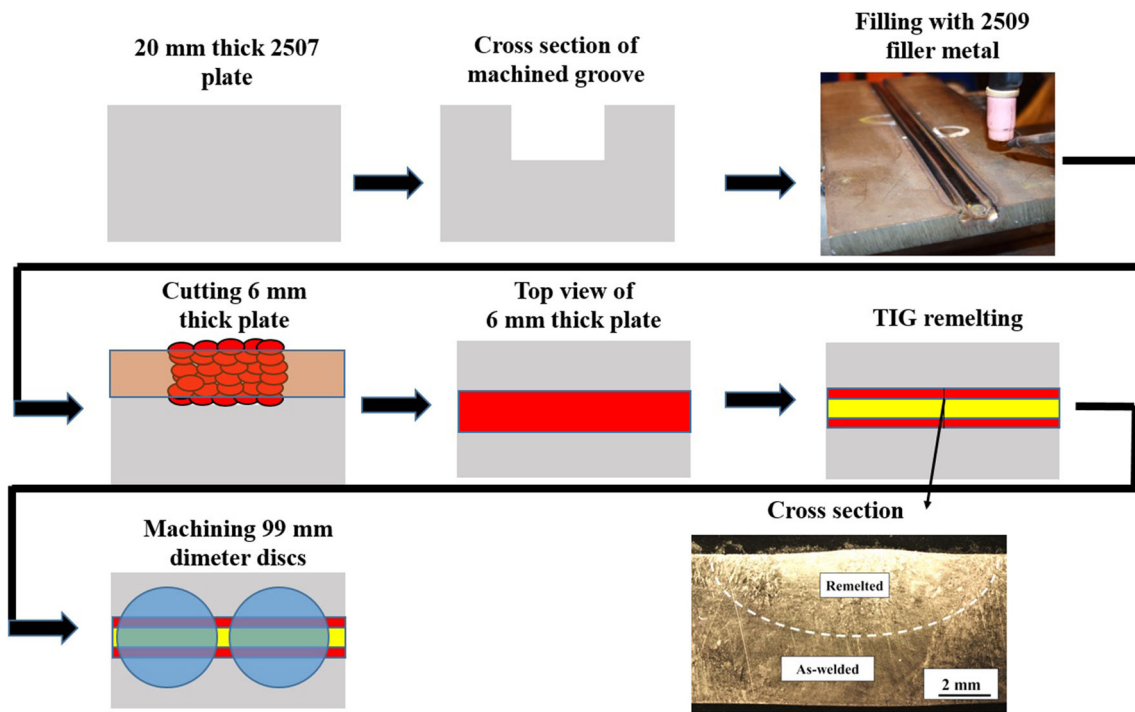 20 mm thick 2507
plate
Cross section of
machined groove
Filling with 2509
filler metal
Cutting 6 mm
thick plate
Top view of
6 mm thick plate
TIG remelting
Cross section
Remelted
As-welded
2 mm
Machining 99 mm
dimeter discs